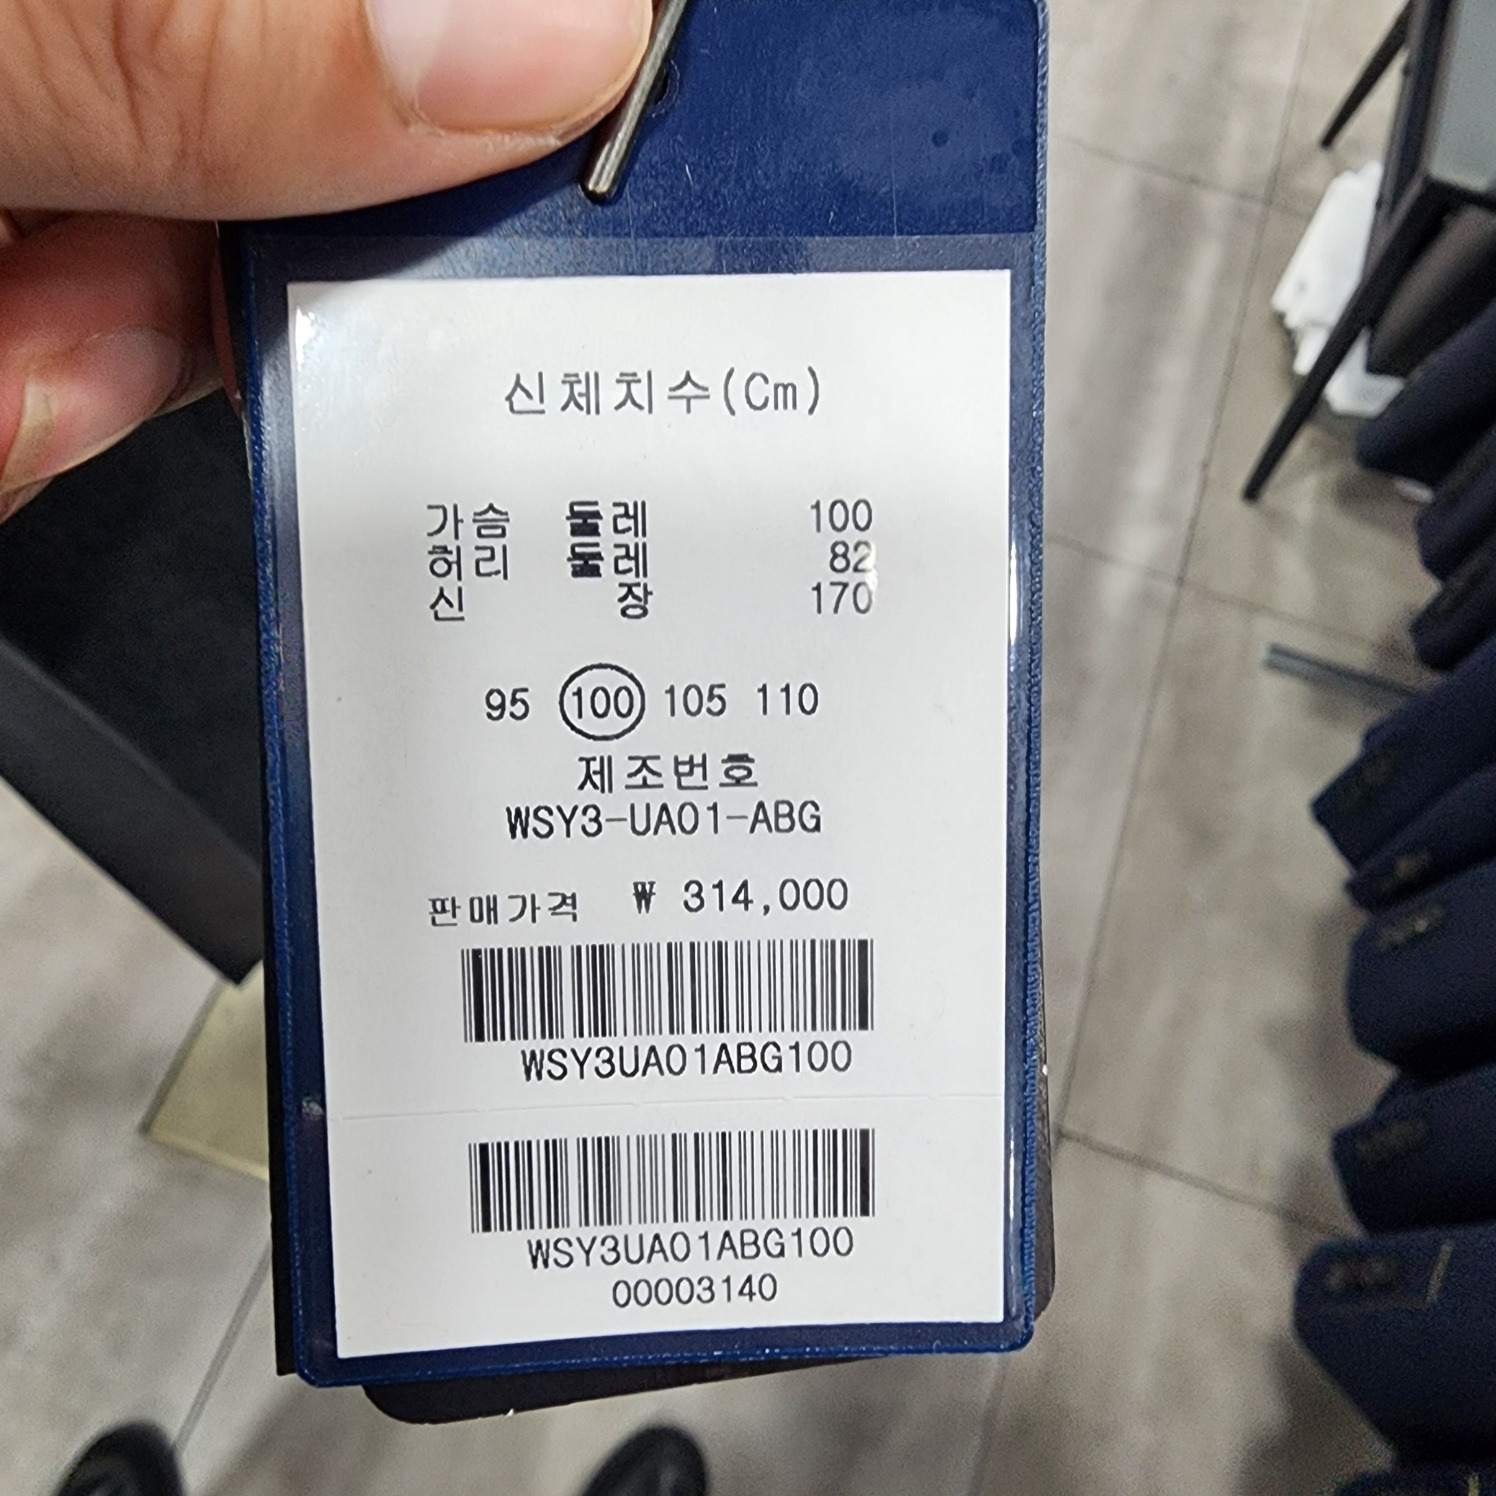 신체치수(Cm)
가슴 둘레 100
허리 둘레 82
신 장 170
95 100 105 110
제조번호
WSY3-UA01-ABG
판매가격 ₩ 314,000
WSY3UA01ABG100
WSY3UA01ABG100
00003140